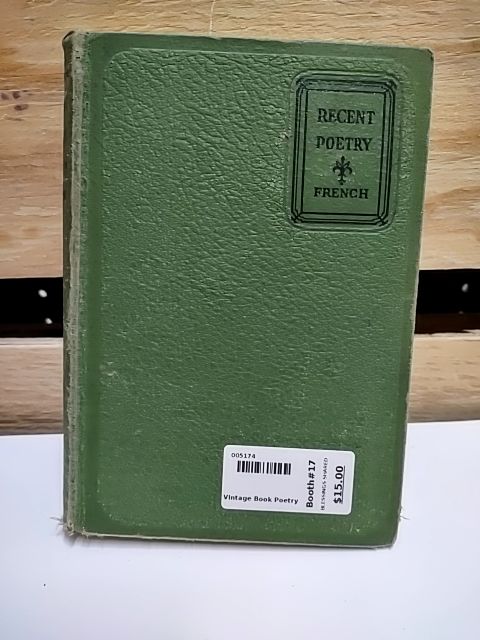 RECENT
POETRY
FRENCH
005174
Vintage Book Poetry
Booth#17
BLESSINGS SHARED
$15.00